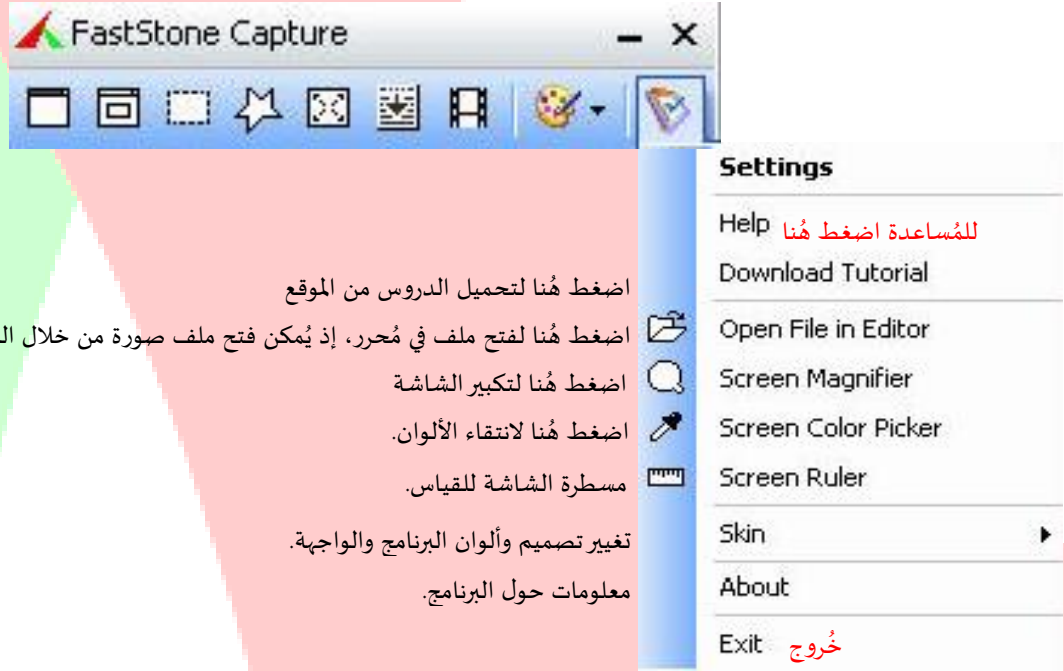 FastStone Capture
Settings
Help للمُساعدة اضغط هُنا
Download Tutorial
اضغط هُنا لتحميل الدروس من الموقع
Open File in Editor
اضغط هُنا لفتح ملف في مُحرر، إذ يُمكن فتح ملف صورة من خلال
Screen Magnifier
اضغط هُنا لتكبير الشاشة
Screen Color Picker
اضغط هُنا لانتقاء الألوان.
Screen Ruler
مسطرة الشاشة للقياس.
Skin
تغيير تصميم وألوان البرنامج والواجهة.
About
معلومات حول البرنامج.
Exit خُروج